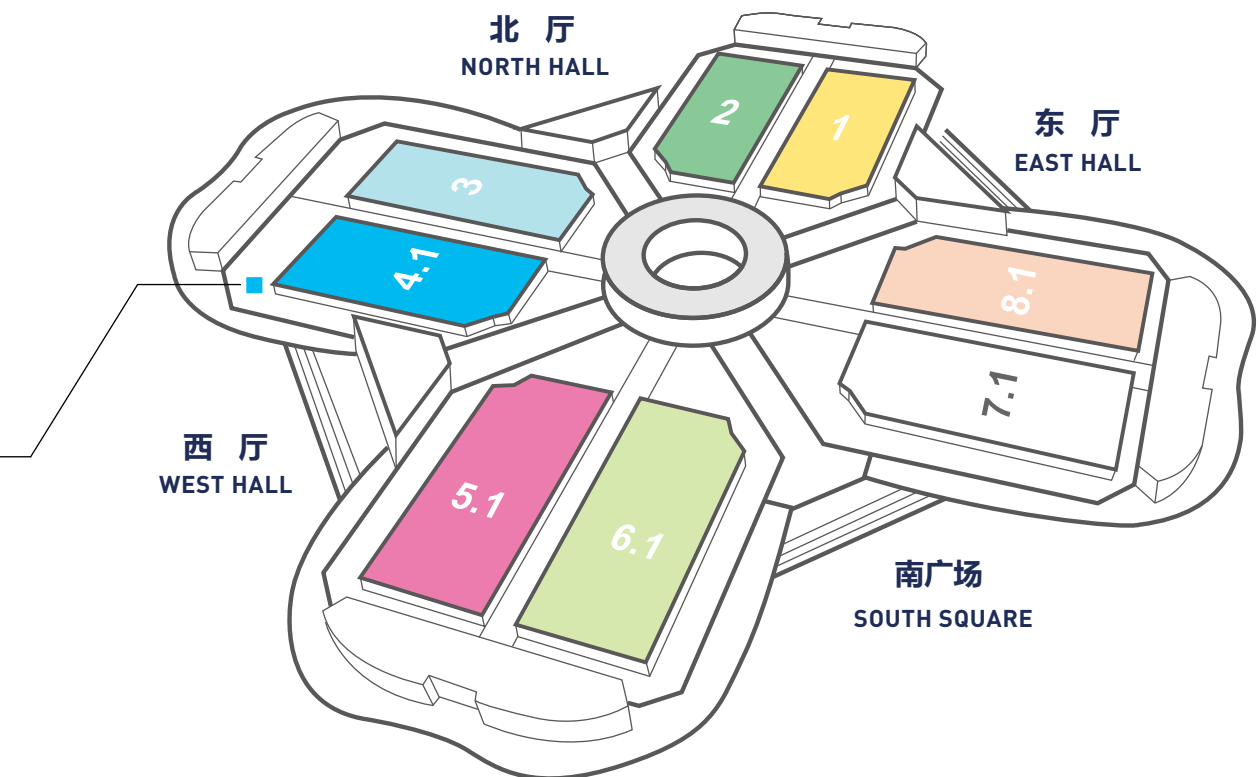 北 厅
NORTH HALL
东 厅
EAST HALL
2
1
3
4.1
8.1
7.1
西 厅
WEST HALL
5.1
6.1
南广场
SOUTH SQUARE